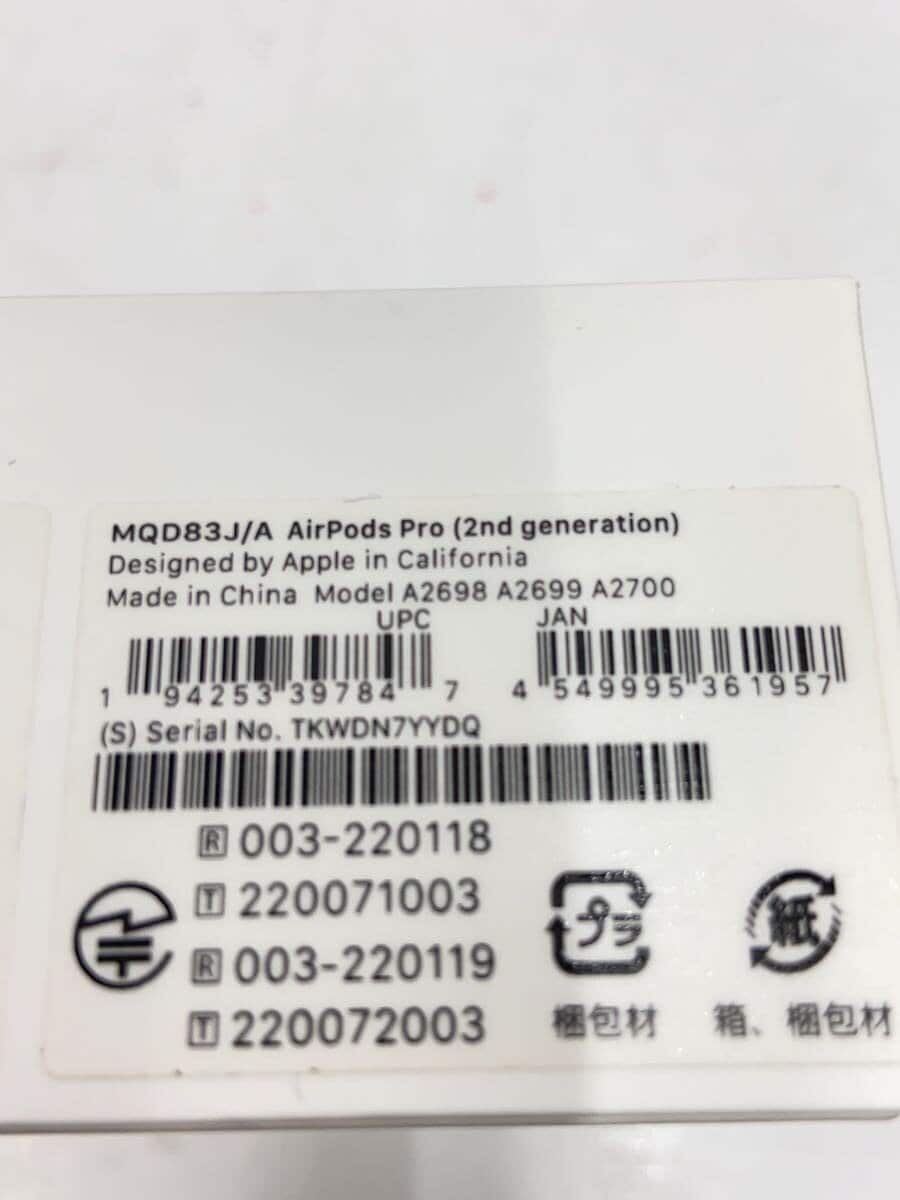 MQD83J/A AirPods Pro (2nd generation)
Designed by Apple in California
Made in China Model A2698 A2699 A2700
UPC JAN
1 94253 39784 7 4 549995 361957
(S) Serial No. TKWDN7YYDQ
R 003-220118
T 220071003
R 003-220119
T 220072003
プラ 紙
梱包材 箱、梱包材